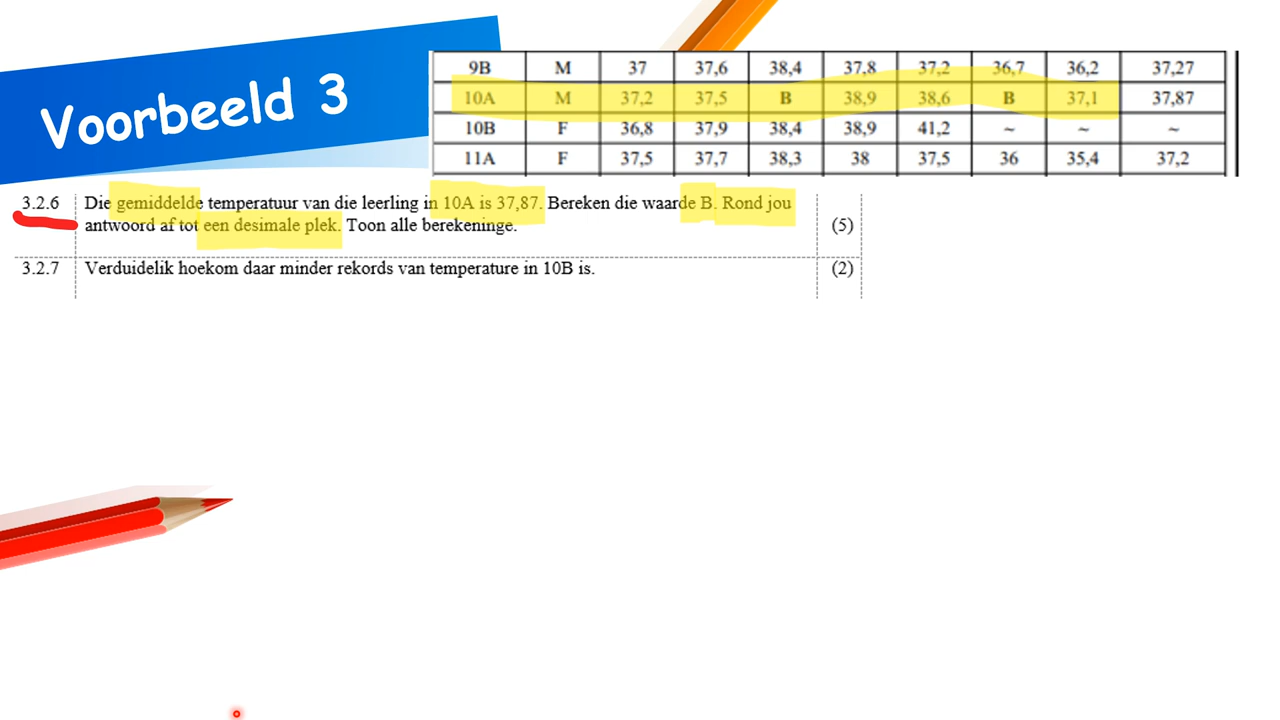 Voorbeeld 3
9B M 37 37,6 38,4 37,8 37,2 36,7 36,2 37,27
10A M 37,2 37,5 B 38,9 38,6 B 37,1 37,87
10B F 36,8 37,9 38,4 38,9 41,2 ~ ~ ~
11A F 37,5 37,7 38,3 38 37,5 36 35,4 37,2
3.2.6 Die gemiddelde temperatuur van die leerling in 10A is 37,87. Bereken die waarde B. Rond jou
antwoord af tot een desimale plek. Toon alle berekeninge. (5)
3.2.7 Verduidelik hoekom daar minder rekords van temperature in 10B is. (2)